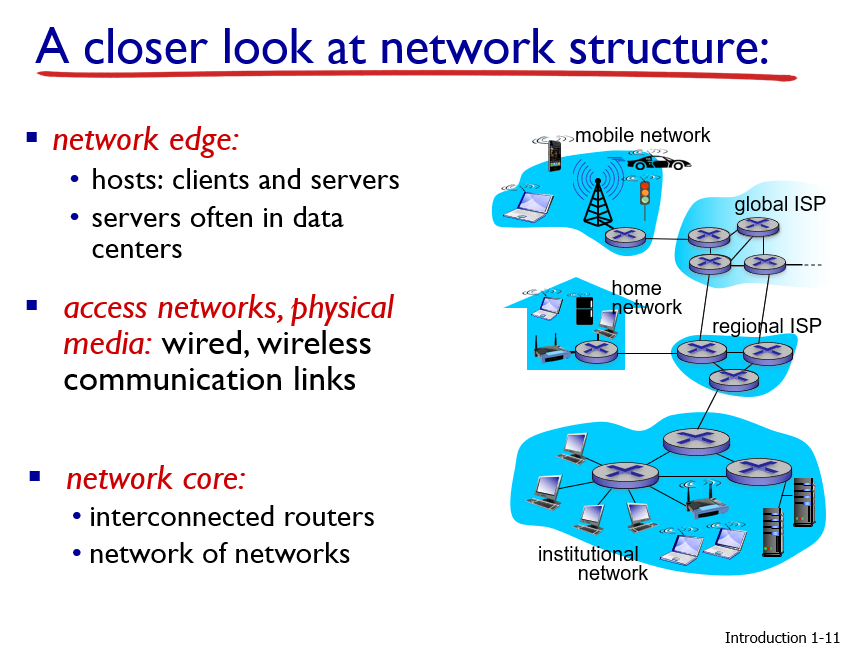 A closer look at network structure:
▪ network edge:
• hosts: clients and servers
• servers often in data
centers
▪ access networks, physical
media: wired, wireless
communication links
▪ network core:
• interconnected routers
• network of networks
mobile network
global ISP
home
network
regional ISP
institutional
network
Introduction 1-11